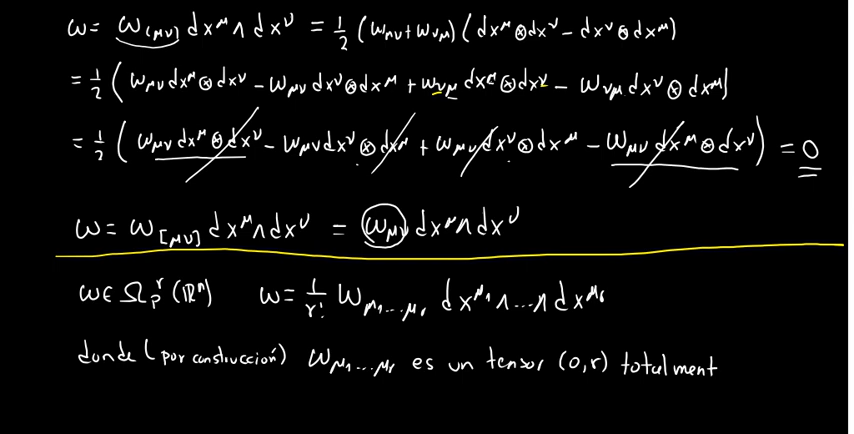 ω = ω_(μν) dx^μ ∧ dx^ν = 1/2 (ω_μν + ω_νμ) (dx^μ ⊗ dx^ν − dx^ν ⊗ dx^μ)
= 1/2 (ω_μν dx^μ ⊗ dx^ν − ω_μν dx^ν ⊗ dx^μ + ω_νμ dx^μ ⊗ dx^ν − ω_νμ dx^ν ⊗ dx^μ)
= 1/2 (ω_μν dx^μ ⊗ dx^ν − ω_μν dx^ν ⊗ dx^μ + ω_μν dx^ν ⊗ dx^μ − ω_μν dx^μ ⊗ dx^ν) = 0
ω = ω_[μν] dx^μ ∧ dx^ν = ω_μν dx^μ ∧ dx^ν
ω ∈ Ω_p^r (ℝ^n) ω = 1/r! ω_μ₁...μᵣ dx^μ₁ ∧ ... ∧ dx^μᵣ
donde (por construcción) ω_μ₁...μᵣ es un tensor (0,r) totalment